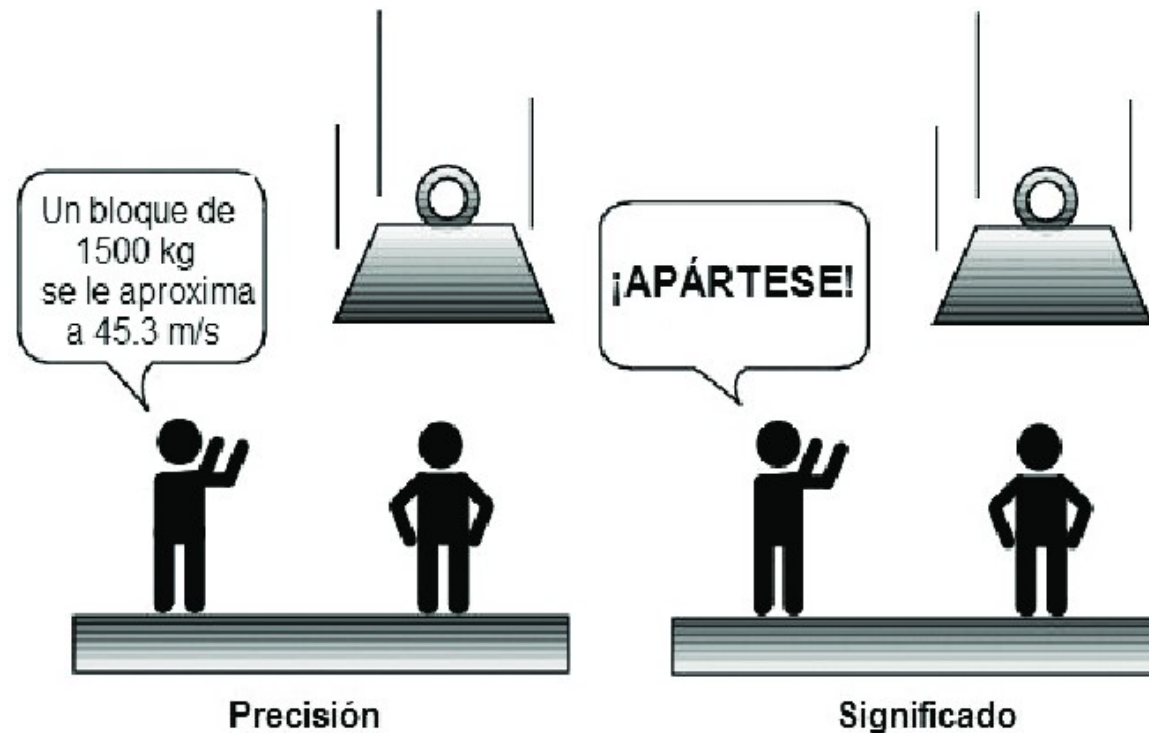 Un bloque de
1500 kg
se le aproxima
a 45.3 m/s
¡APÁRTESE!
Precisión
Significado